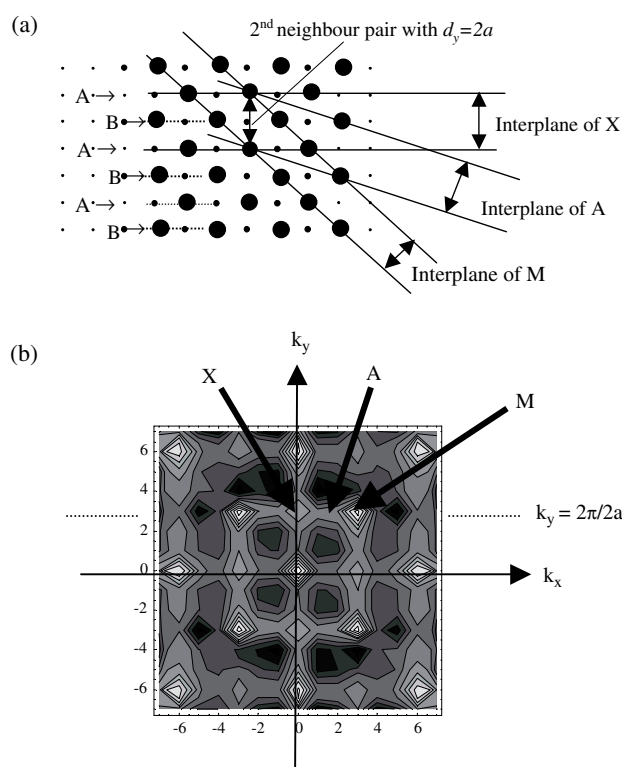 (a)
2nd neighbour pair with dy=2a
A→
B→
A→
B→
A→
B→
Interplane of X
Interplane of A
Interplane of M
(b)
ky
X
A
M
6
4
2
0
-2
-4
-6
ky = 2π/2a
kx
-6 -4 -2 0 2 4 6